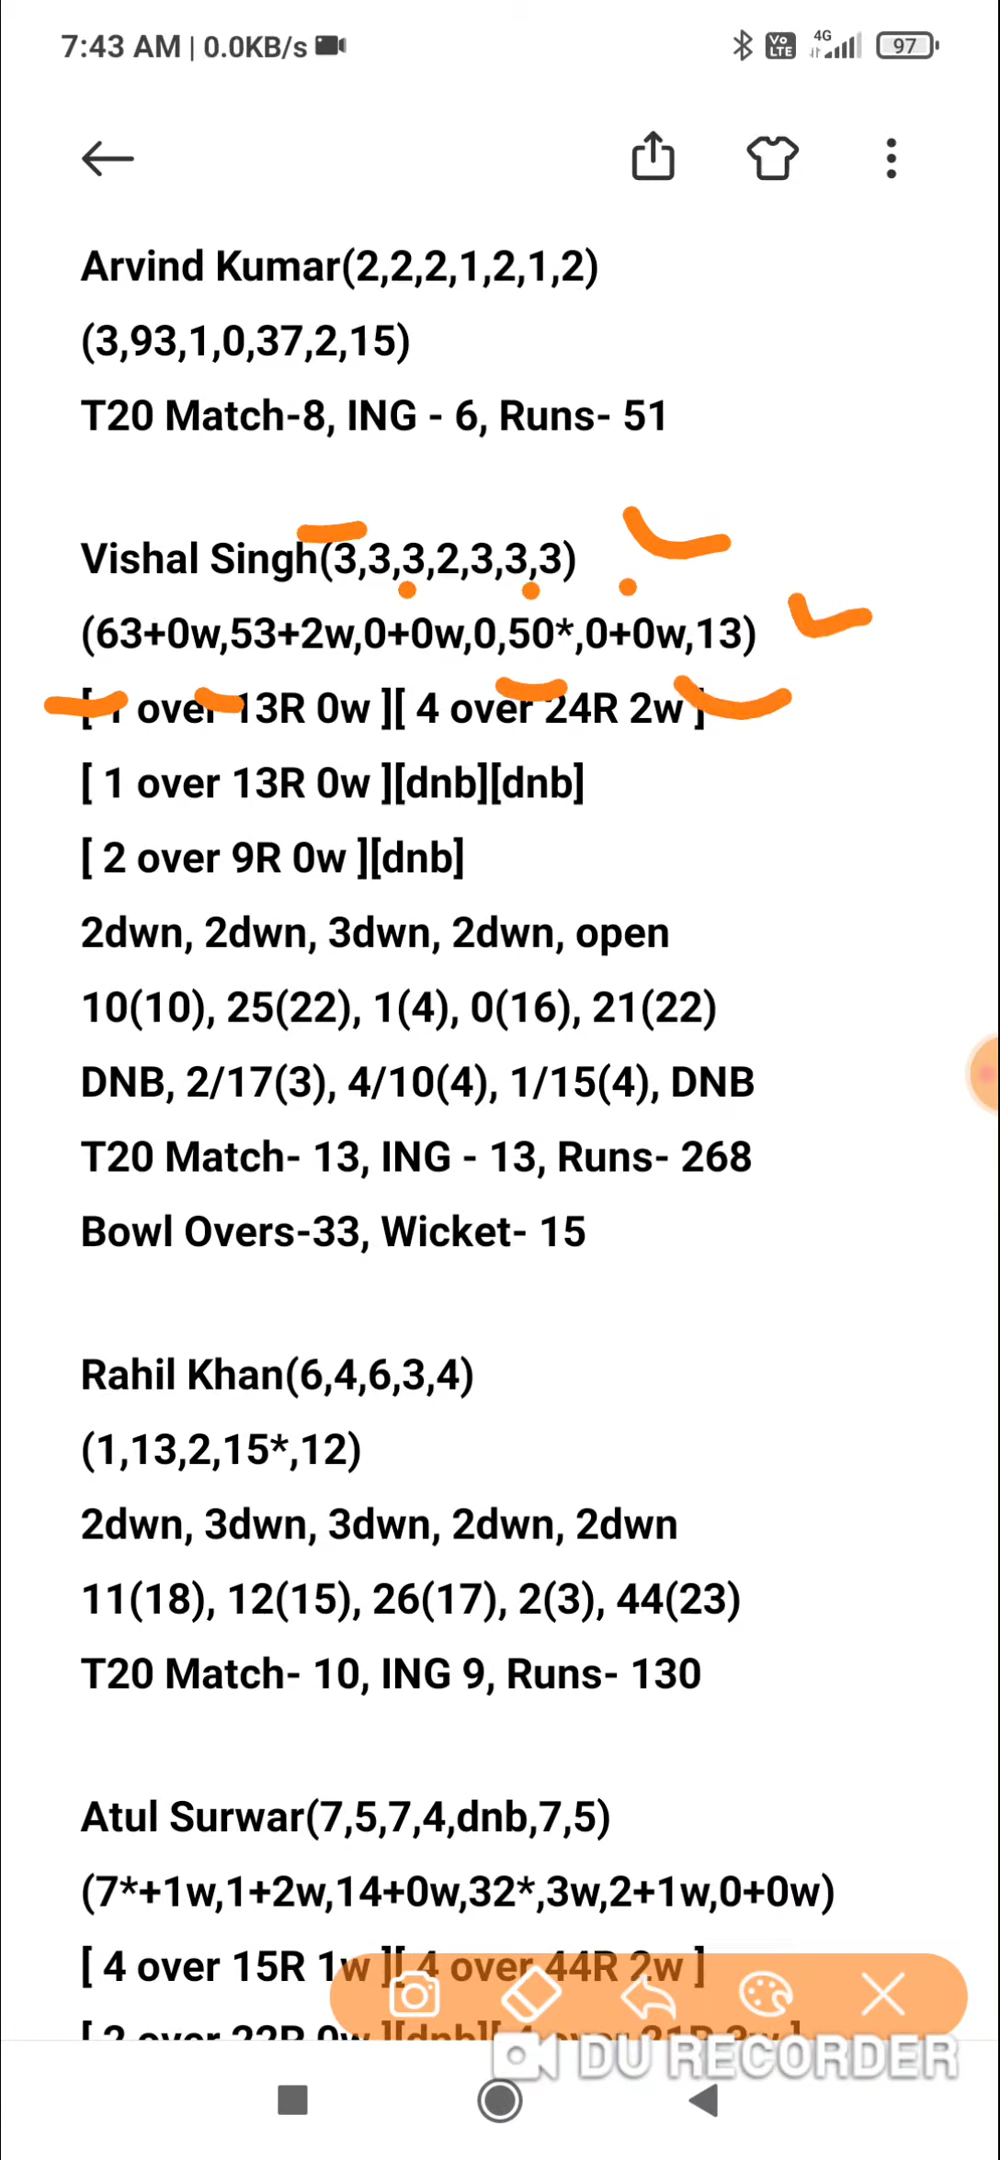 7:43 AM | 0.0KB/s Vo LTE 4G 97
Arvind Kumar(2,2,2,1,2,1,2)
(3,93,1,0,37,2,15)
T20 Match-8, ING - 6, Runs- 51
Vishal Singh(3,3,3,2,3,3,3)
(63+0w,53+2w,0+0w,0,50*,0+0w,13)
[ 1 over 13R 0w ][ 4 over 24R 2w ]
[ 1 over 13R 0w ][dnb][dnb]
[ 2 over 9R 0w ][dnb]
2dwn, 2dwn, 3dwn, 2dwn, open
10(10), 25(22), 1(4), 0(16), 21(22)
DNB, 2/17(3), 4/10(4), 1/15(4), DNB
T20 Match- 13, ING - 13, Runs- 268
Bowl Overs-33, Wicket- 15
Rahil Khan(6,4,6,3,4)
(1,13,2,15*,12)
2dwn, 3dwn, 3dwn, 2dwn, 2dwn
11(18), 12(15), 26(17), 2(3), 44(23)
T20 Match- 10, ING 9, Runs- 130
Atul Surwar(7,5,7,4,dnb,7,5)
(7*+1w,1+2w,14+0w,32*,3w,2+1w,0+0w)
[ 4 over 15R 1w ][ 4 over 44R 2w ]
over 22R 0w ][dnb][
DU RECORDER